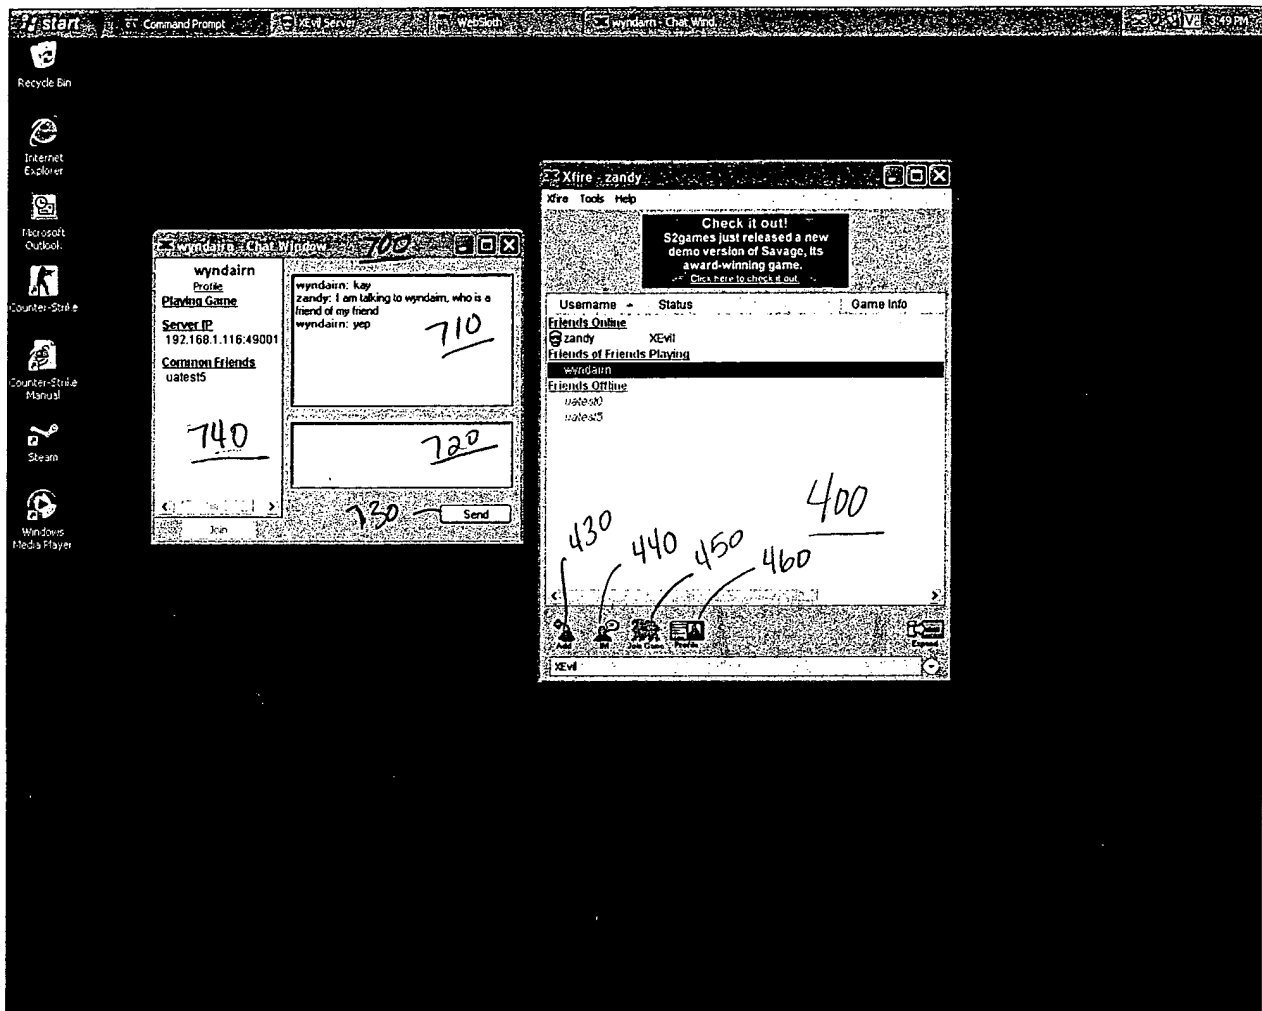 start
Command Prompt
XEvil Server
WebSloth
wyndairn - Chat Wind...
3:49 PM
Recycle Bin
Internet
Explorer
Microsoft
Outlook
Counter-Strike
Counter-Strike
Manual
Steam
Windows
Media Player
wyndairn - Chat Window
700
wyndairn
Profile
Playing Game
Server IP
192.168.1.116:49001
Common Friends
uatest5
740
Join
wyndairn: kay
zandy: I am talking to wyndairn, who is a
friend of my friend
wyndairn: yep
710
720
730
Send
Xfire - zandy
Xfire Tools Help
Check it out!
S2games just released a new
demo version of Savage, its
award-winning game.
Click here to check it out.
Username Status Game Info
Friends Online
zandy XEvil
Friends of Friends Playing
wyndairn
Friends Offline
uatest0
uatest5
400
430
440
450
460
Add
IM
Join Game
Profile
Expand
XEvil